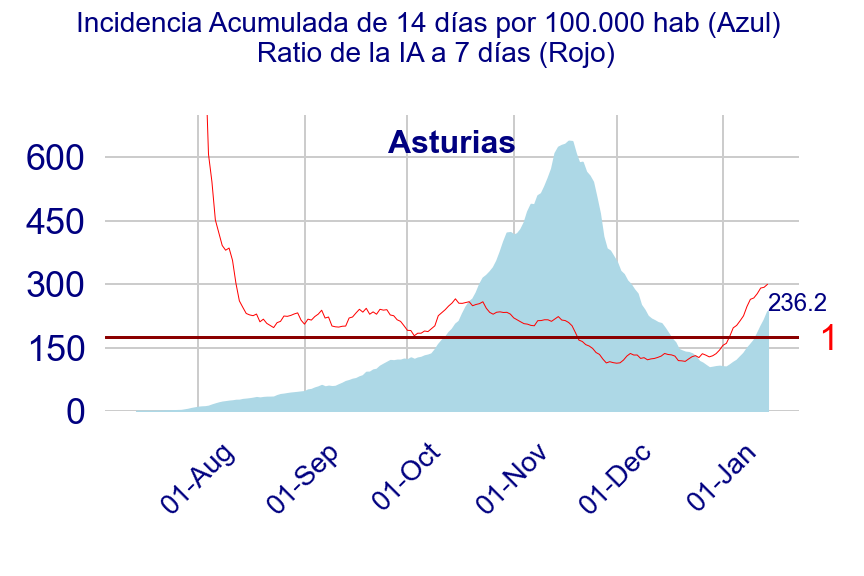 Incidencia Acumulada de 14 días por 100.000 hab (Azul)
Ratio de la IA a 7 días (Rojo)
Asturias
600
450
300
150
0
236.2
1
01-Aug
01-Sep
01-Oct
01-Nov
01-Dec
01-Jan